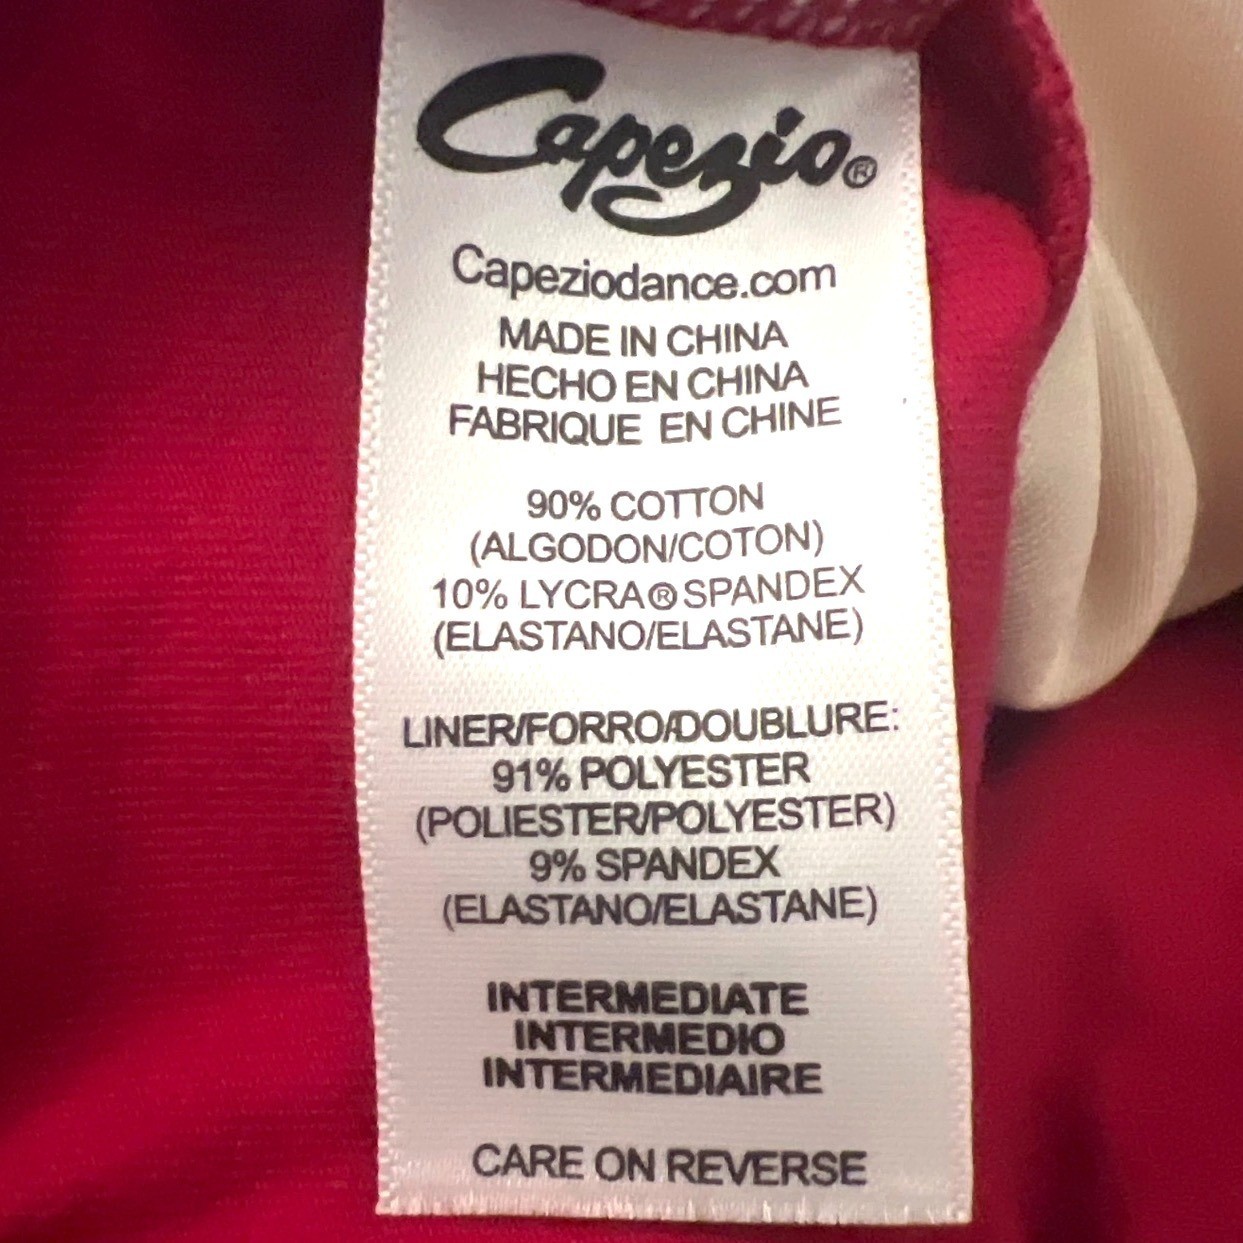 Capezio®
Capeziodance.com
MADE IN CHINA
HECHO EN CHINA
FABRIQUE EN CHINE
90% COTTON
(ALGODON/COTON)
10% LYCRA® SPANDEX
(ELASTANO/ELASTANE)
LINER/FORRO/DOUBLURE:
91% POLYESTER
(POLIESTER/POLYESTER)
9% SPANDEX
(ELASTANO/ELASTANE)
INTERMEDIATE
INTERMEDIO
INTERMEDIAIRE
CARE ON REVERSE